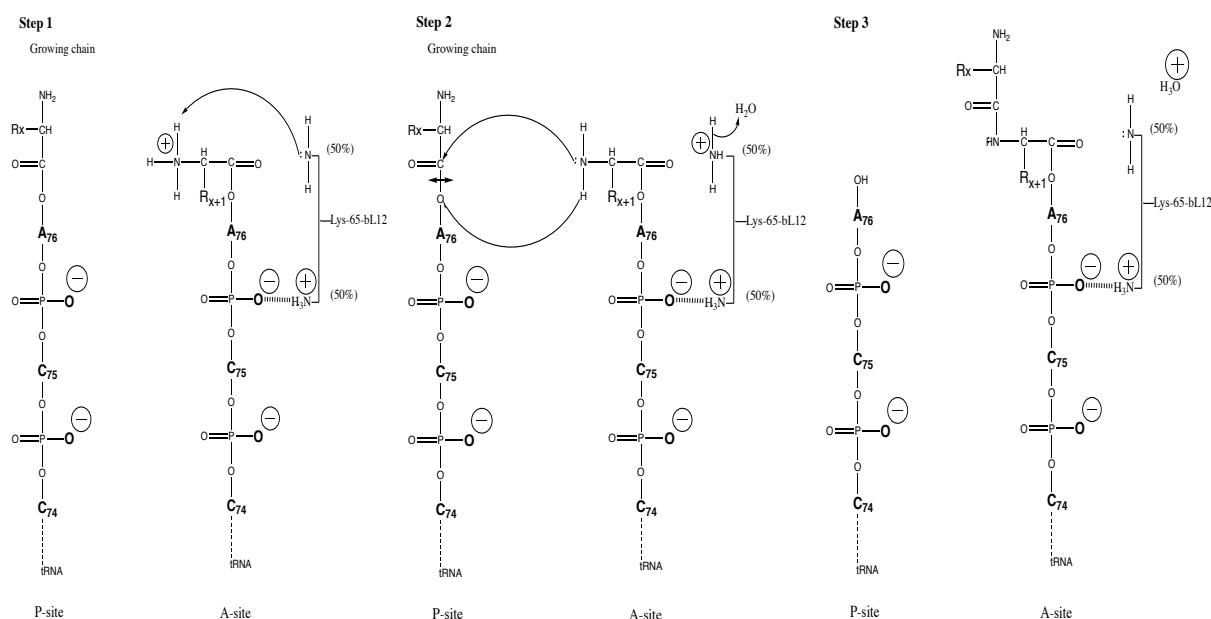 Step 1
Growing chain
NH2
Rx CH
O C
O
A76
O
−
O P O
O
C75
O
−
O P O
O
C74
tRNA
P-site
H
+
H N C C O
H Rx+1
O
A76
O
−
O P O
O
C75
O
−
O P O
O
C74
tRNA
A-site
H
:N (50%)
H
Lys-65-bL12
+
H3N (50%)
Step 2
Growing chain
NH2
Rx CH
O C
O
A76
O
−
O P O
O
C75
O
−
O P O
O
C74
tRNA
P-site
H H
:N C C O
H Rx+1
O
A76
O
−
O P O
O
C75
O
−
O P O
O
C74
tRNA
A-site
H2O
H
+
NH (50%)
H
Lys-65-bL12
+
H3N (50%)
Step 3
OH
A76
O
−
O P O
O
C75
O
−
O P O
O
C74
tRNA
P-site
NH2
Rx CH
O C
H
NH C C O
Rx+1
O
A76
O
−
O P O
O
C75
O
−
O P O
O
C74
tRNA
A-site
+
H3O
H
:N (50%)
H
Lys-65-bL12
+
H3N (50%)